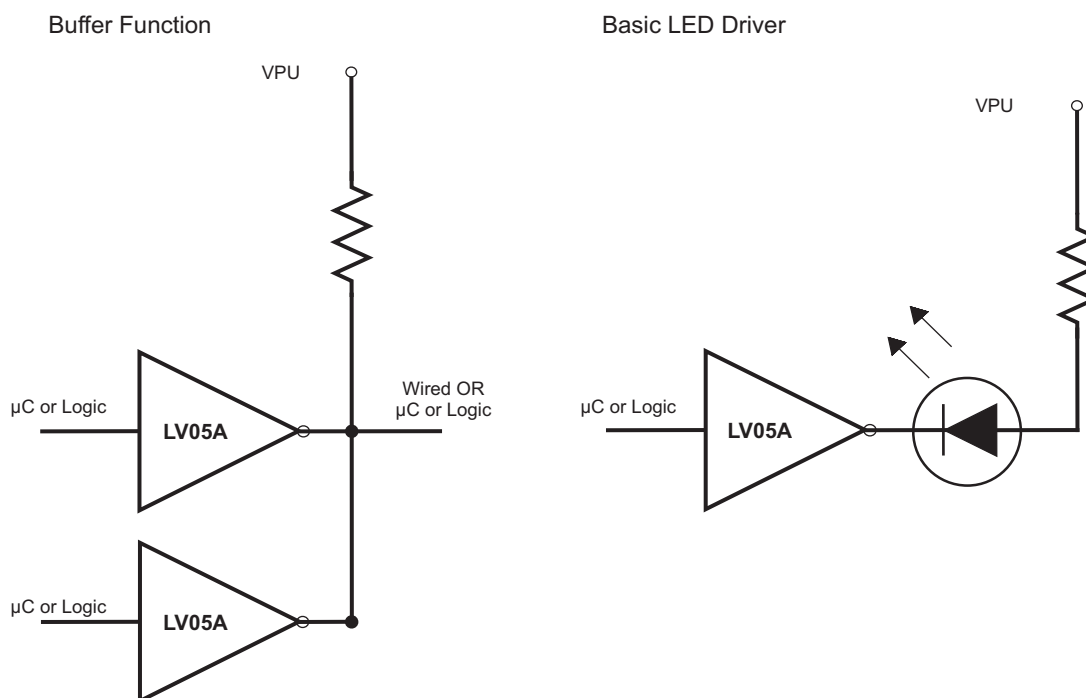 Buffer Function
VPU
µC or Logic
LV05A
Wired OR
µC or Logic
µC or Logic
LV05A
Basic LED Driver
VPU
µC or Logic
LV05A